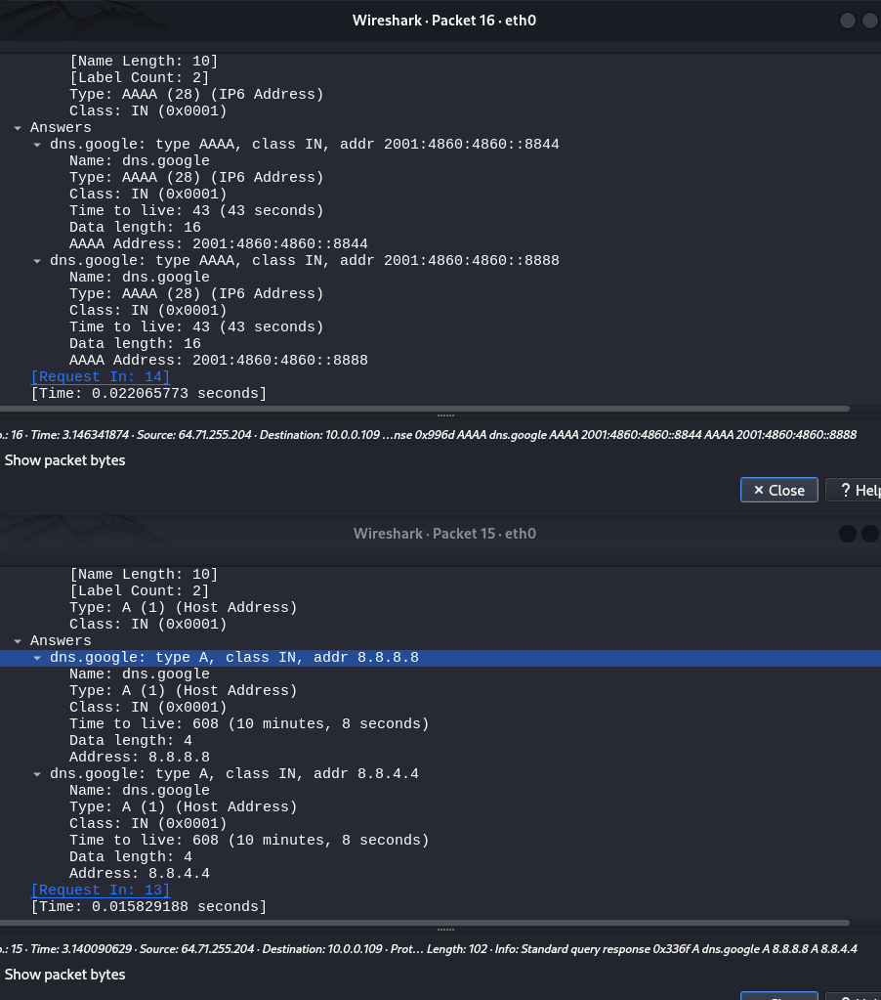 Wireshark · Packet 16 · eth0
[Name Length: 10]
[Label Count: 2]
Type: AAAA (28) (IP6 Address)
Class: IN (0x0001)
Answers
dns.google: type AAAA, class IN, addr 2001:4860:4860::8844
Name: dns.google
Type: AAAA (28) (IP6 Address)
Class: IN (0x0001)
Time to live: 43 (43 seconds)
Data length: 16
AAAA Address: 2001:4860:4860::8844
dns.google: type AAAA, class IN, addr 2001:4860:4860::8888
Name: dns.google
Type: AAAA (28) (IP6 Address)
Class: IN (0x0001)
Time to live: 43 (43 seconds)
Data length: 16
AAAA Address: 2001:4860:4860::8888
[Request In: 14]
[Time: 0.022065773 seconds]
.: 16 · Time: 3.146341874 · Source: 64.71.255.204 · Destination: 10.0.0.109 …nse 0x996d AAAA dns.google AAAA 2001:4860:4860::8844 AAAA 2001:4860:4860::8888
Show packet bytes
× Close
? Help
Wireshark · Packet 15 · eth0
[Name Length: 10]
[Label Count: 2]
Type: A (1) (Host Address)
Class: IN (0x0001)
Answers
dns.google: type A, class IN, addr 8.8.8.8
Name: dns.google
Type: A (1) (Host Address)
Class: IN (0x0001)
Time to live: 608 (10 minutes, 8 seconds)
Data length: 4
Address: 8.8.8.8
dns.google: type A, class IN, addr 8.8.4.4
Name: dns.google
Type: A (1) (Host Address)
Class: IN (0x0001)
Time to live: 608 (10 minutes, 8 seconds)
Data length: 4
Address: 8.8.4.4
[Request In: 13]
[Time: 0.015829188 seconds]
.: 15 · Time: 3.140090629 · Source: 64.71.255.204 · Destination: 10.0.0.109 · Prot… Length: 102 · Info: Standard query response 0x336f A dns.google A 8.8.8.8 A 8.8.4.4
Show packet bytes